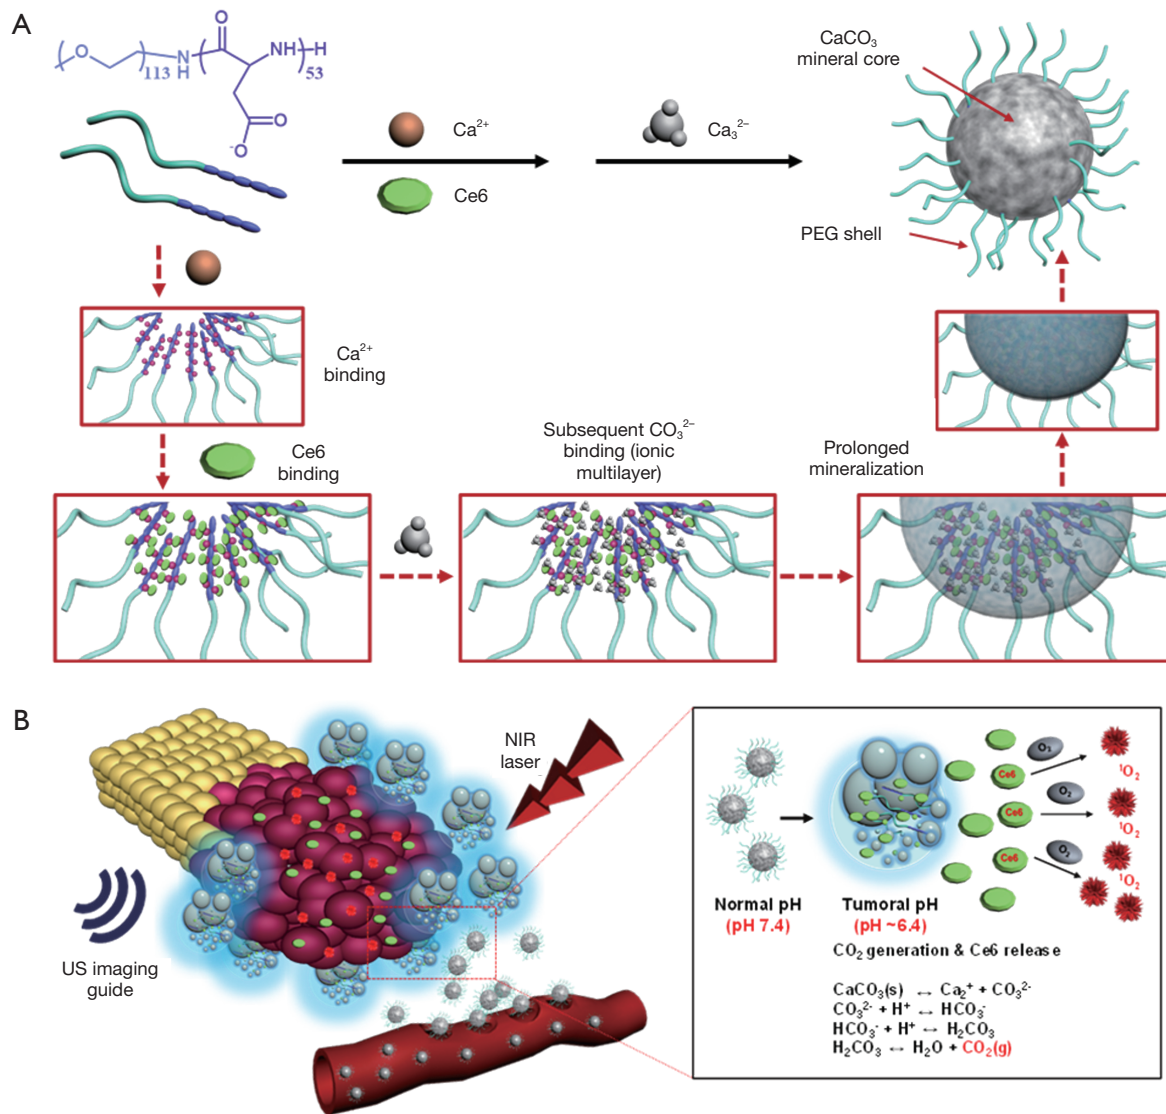 A
O
O
113
N
H
O
NH
H
53
O
-O
Ca²⁺
Ce6
Ca₃²⁻
CaCO₃
mineral core
PEG shell
Ca²⁺
binding
Ce6
binding
Subsequent CO₃²⁻
binding (ionic
multilayer)
Prolonged
mineralization
B
NIR
laser
US imaging
guide
Normal pH
(pH 7.4)
Tumoral pH
(pH ~6.4)
Ce6
Ce6
Ce6
O₂
O₂
O₂
¹O₂
¹O₂
¹O₂
CO₂ generation & Ce6 release
CaCO₃(s) ↔ Ca₂⁺ + CO₃²⁻
CO₃²⁻ + H⁺ ↔ HCO₃⁻
HCO₃⁻ + H⁺ ↔ H₂CO₃
H₂CO₃ ↔ H₂O + CO₂(g)